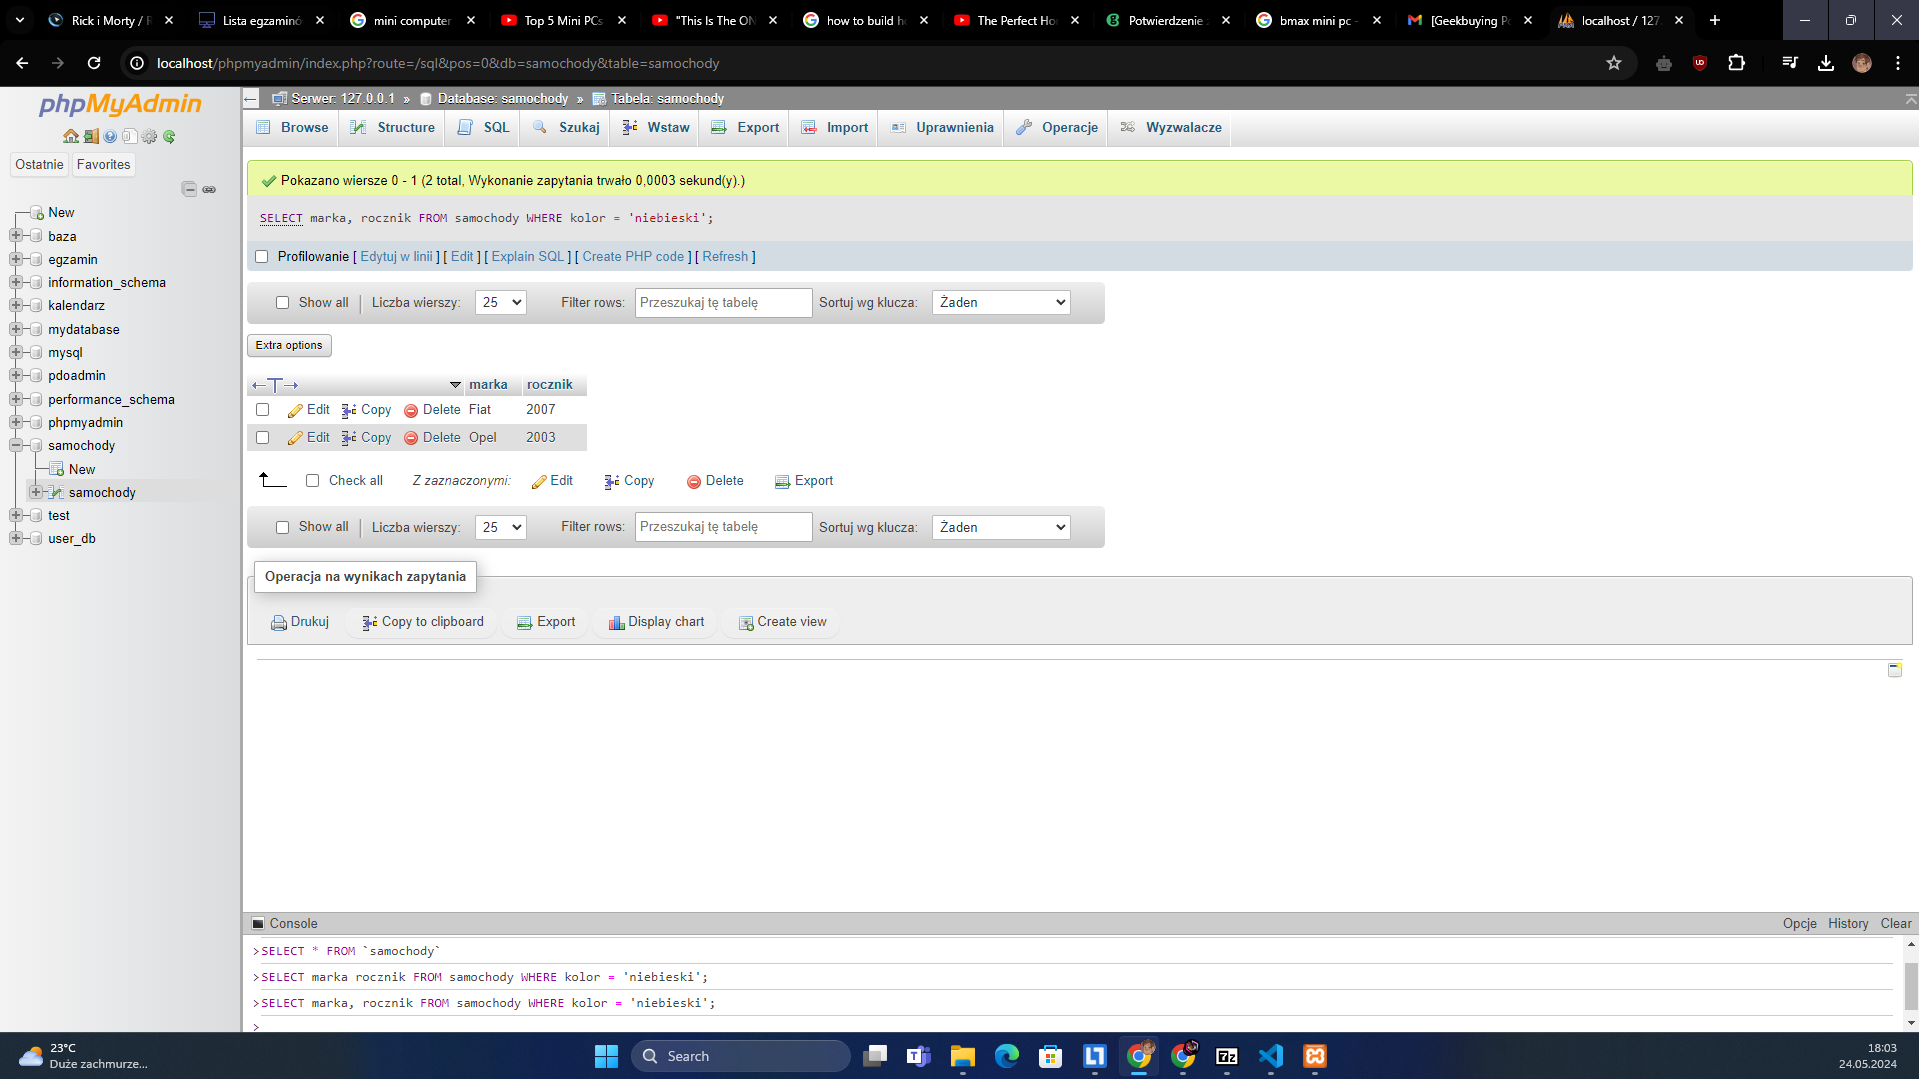 Rick i Morty / R
Lista egzaminów
mini computer
Top 5 Mini PCs
"This Is The ON
how to build h
The Perfect Ho
Potwierdzenie
bmax mini pc
[Geekbuying Po
localhost / 127.
localhost/phpmyadmin/index.php?route=/sql&pos=0&db=samochody&table=samochody
phpMyAdmin
Ostatnie Favorites
New
baza
egzamin
information_schema
kalendarz
mydatabase
mysql
pdoadmin
performance_schema
phpmyadmin
samochody
New
samochody
test
user_db
Serwer: 127.0.0.1 » Database: samochody » Tabela: samochody
Browse Structure SQL Szukaj Wstaw Export Import Uprawnienia Operacje Wyzwalacze
Pokazano wiersze 0 - 1 (2 total, Wykonanie zapytania trwało 0,0003 sekund(y).)
SELECT marka, rocznik FROM samochody WHERE kolor = 'niebieski';
Profilowanie [ Edytuj w linii ] [ Edit ] [ Explain SQL ] [ Create PHP code ] [ Refresh ]
Show all Liczba wierszy: 25 Filter rows: Przeszukaj tę tabelę Sortuj wg klucza: Żaden
Extra options
marka rocznik
Edit Copy Delete Fiat 2007
Edit Copy Delete Opel 2003
Check all Z zaznaczonymi: Edit Copy Delete Export
Show all Liczba wierszy: 25 Filter rows: Przeszukaj tę tabelę Sortuj wg klucza: Żaden
Operacja na wynikach zapytania
Drukuj Copy to clipboard Export Display chart Create view
Console Opcje History Clear
>SELECT * FROM `samochody`
>SELECT marka rocznik FROM samochody WHERE kolor = 'niebieski';
>SELECT marka, rocznik FROM samochody WHERE kolor = 'niebieski';
>
23°C
Duże zachmurze...
Search
18:03
24.05.2024